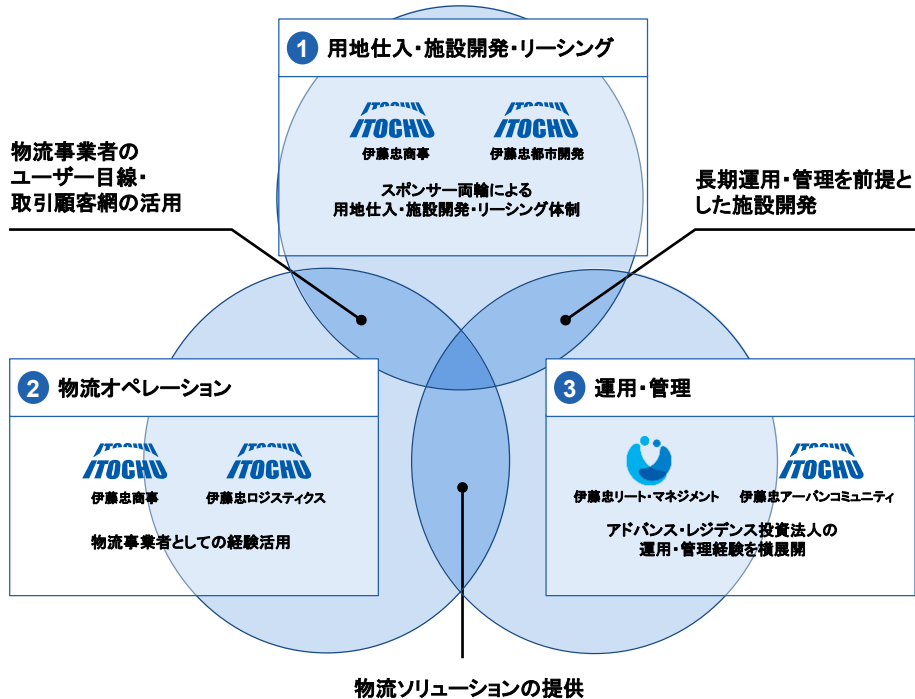 1 用地仕入・施設開発・リーシング
ITOCHU ITOCHU
伊藤忠商事 伊藤忠都市開発
スポンサー両輪による
用地仕入・施設開発・リーシング体制
物流事業者の
ユーザー目線・
取引顧客網の活用
長期運用・管理を前提と
した施設開発
2 物流オペレーション
ITOCHU ITOCHU
伊藤忠商事 伊藤忠ロジスティクス
物流事業者としての経験活用
3 運用・管理
ITOCHU
伊藤忠リート・マネジメント 伊藤忠アーバンコミュニティ
アドバンス・レジデンス投資法人の
運用・管理経験を横展開
物流ソリューションの提供